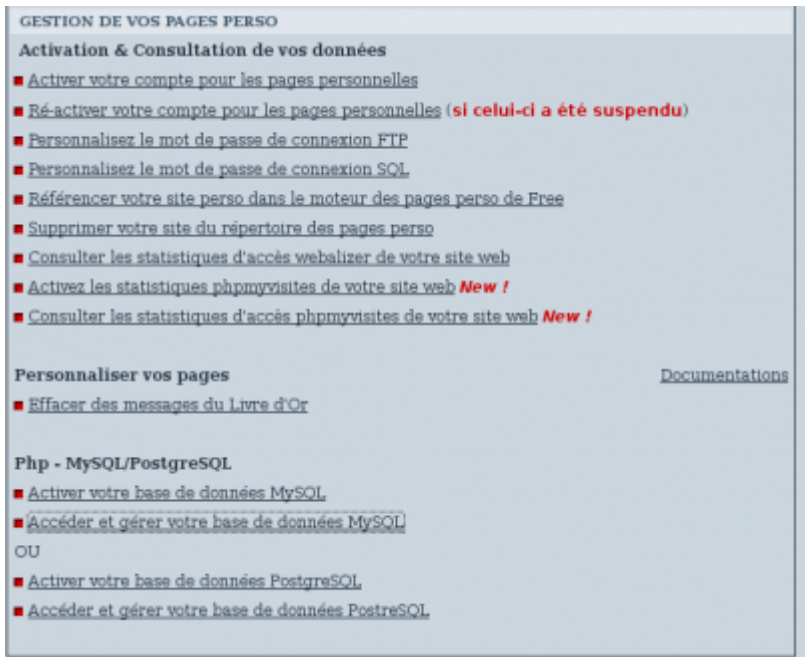 GESTION DE VOS PAGES PERSO
Activation & Consultation de vos données
Activer votre compte pour les pages personnelles
Ré-activer votre compte pour les pages personnelles (si celui-ci a été suspendu)
Personnalisez le mot de passe de connexion FTP
Personnalisez le mot de passe de connexion SQL
Référencer votre site perso dans le moteur des pages perso de Free
Supprimer votre site du répertoire des pages perso
Consulter les statistiques d'accès webalizer de votre site web
Activez les statistiques phpmyvisites de votre site web New !
Consulter les statistiques d'accès phpmyvisites de votre site web New !
Personnaliser vos pages Documentations
Effacer des messages du Livre d'Or
Php - MySQL/PostgreSQL
Activer votre base de données MySQL
Accéder et gérer votre base de données MySQL
OU
Activer votre base de données PostgreSQL
Accéder et gérer votre base de données PostreSQL